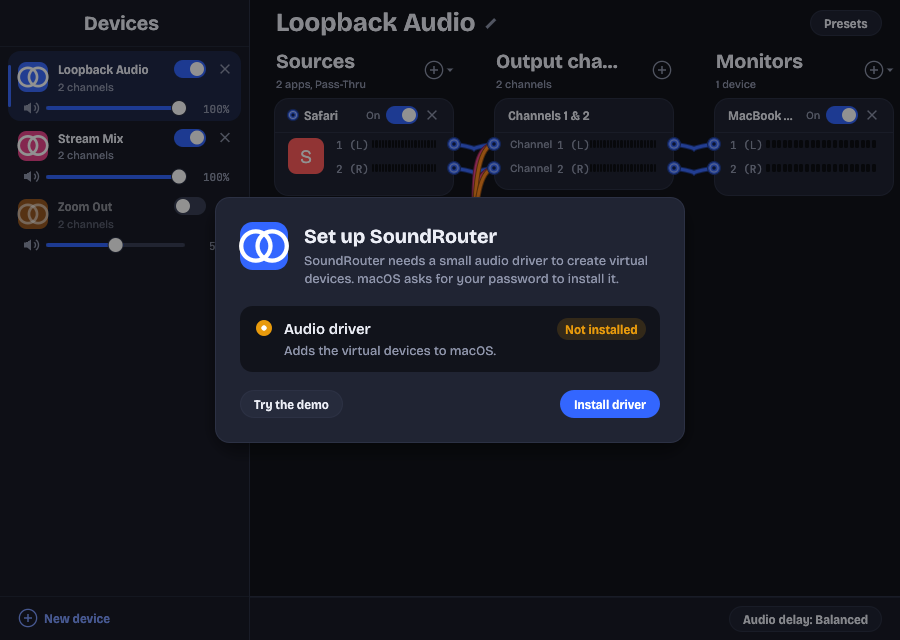 Devices
Loopback Audio
2 channels
100%
Stream Mix
2 channels
100%
Zoom Out
2 channels
5
New device
Loopback Audio
Presets
Sources
2 apps, Pass-Thru
Output cha...
2 channels
Monitors
1 device
Safari
On
S
1 (L)
2 (R)
Channels 1 & 2
Channel 1 (L)
Channel 2 (R)
MacBook ...
On
1 (L)
2 (R)
Set up SoundRouter
SoundRouter needs a small audio driver to create virtual
devices. macOS asks for your password to install it.
Audio driver
Not installed
Adds the virtual devices to macOS.
Try the demo
Install driver
Audio delay: Balanced